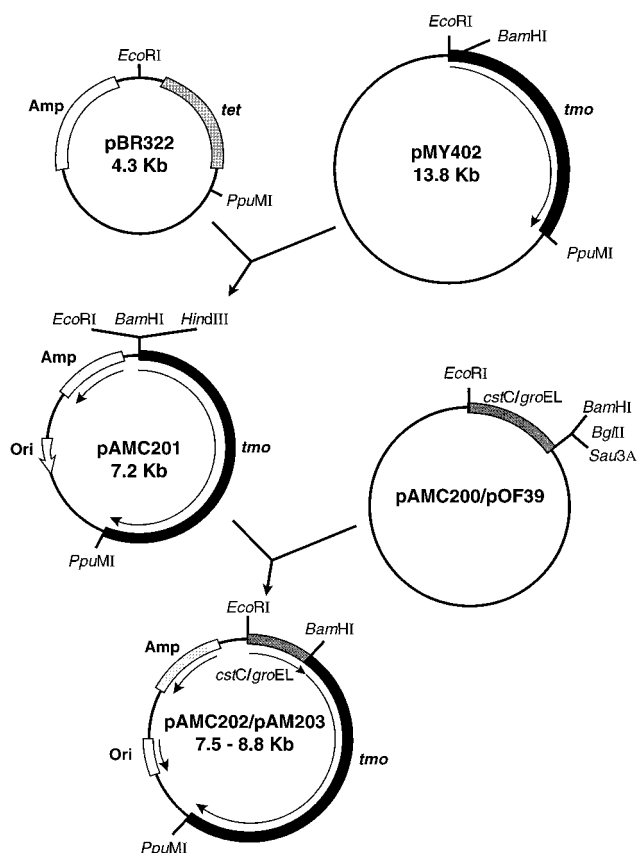 EcoRI
Amp
tet
pBR322
4.3 Kb
PpuMI
EcoRI
BamHI
tmo
pMY402
13.8 Kb
PpuMI
EcoRI
BamHI
HindIII
Amp
Ori
pAMC201
7.2 Kb
tmo
PpuMI
EcoRI
cstC/groEL
BamHI
BglII
Sau3A
pAMC200/pOF39
EcoRI
BamHI
Amp
cstC/groEL
pAMC202/pAM203
7.5 - 8.8 Kb
Ori
tmo
PpuMI